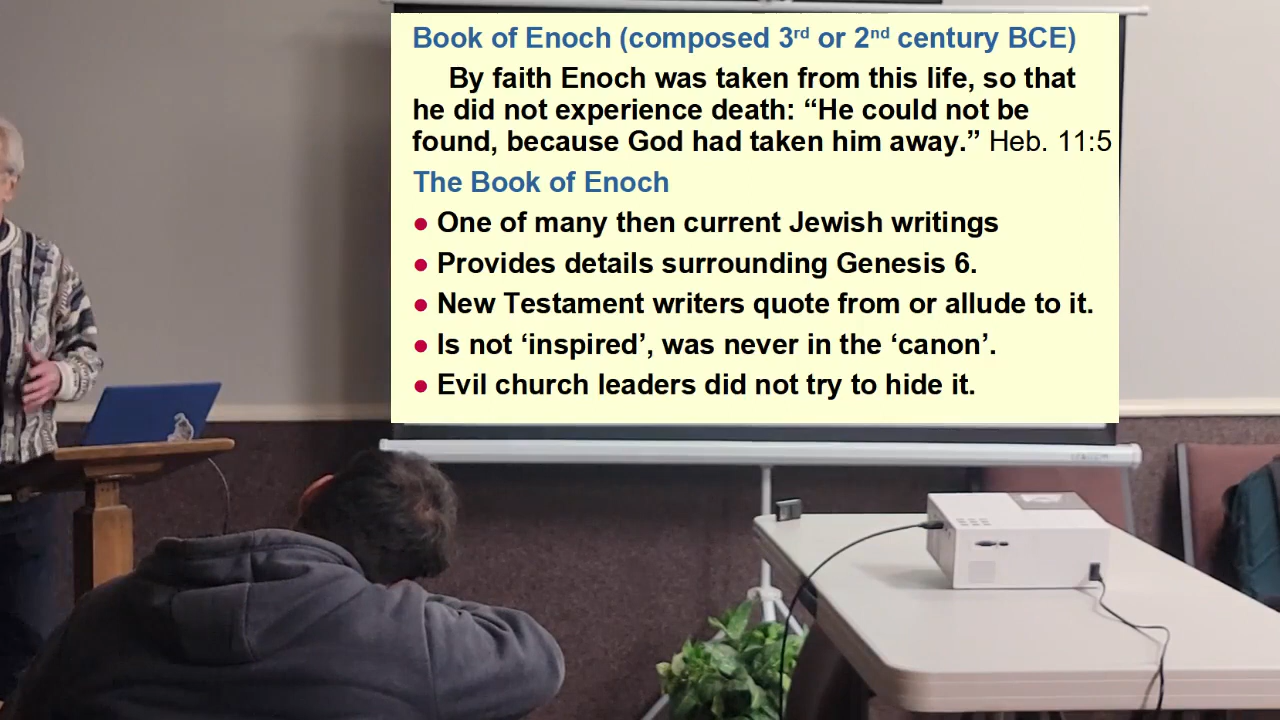 Book of Enoch (composed 3rd or 2nd century BCE)
By faith Enoch was taken from this life, so that
he did not experience death: “He could not be
found, because God had taken him away.” Heb. 11:5
The Book of Enoch
● One of many then current Jewish writings
● Provides details surrounding Genesis 6.
● New Testament writers quote from or allude to it.
● Is not ‘inspired’, was never in the ‘canon’.
● Evil church leaders did not try to hide it.